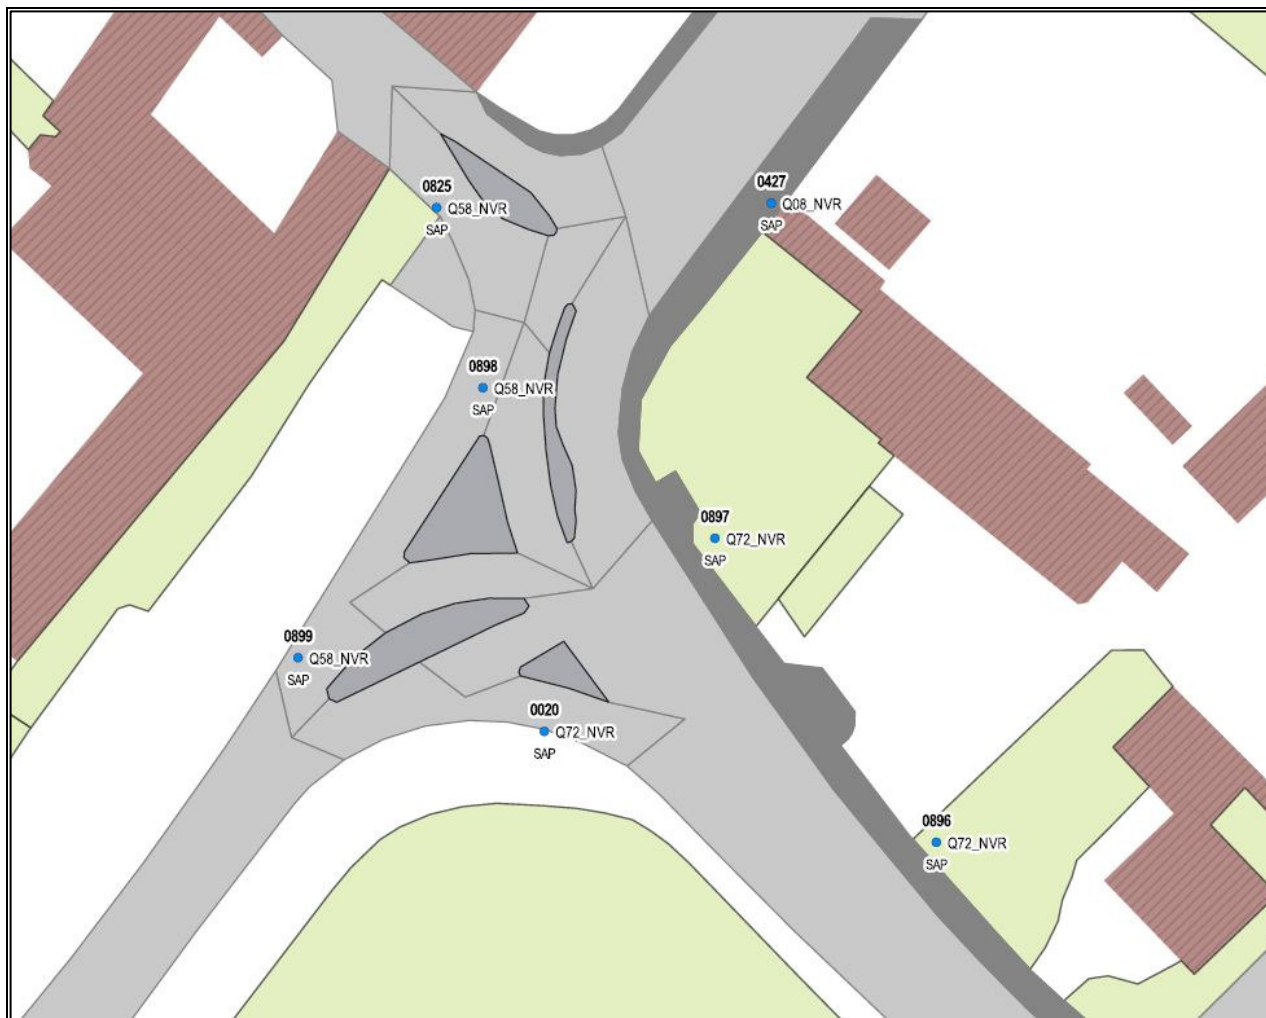 0825
Q58_NVR
SAP
0427
Q08_NVR
SAP
0898
Q58_NVR
SAP
0897
Q72_NVR
SAP
0899
Q58_NVR
SAP
0020
Q72_NVR
SAP
0896
Q72_NVR
SAP